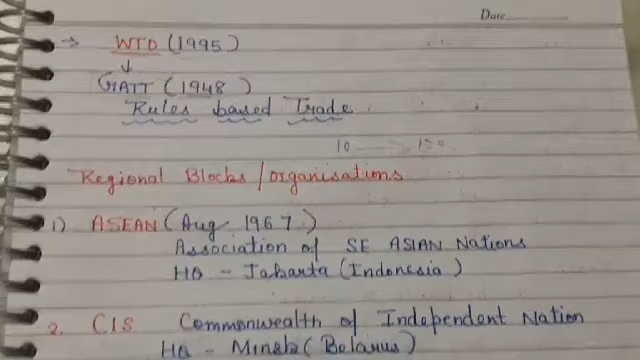 Date
→ WTO (1995)
↓
GATT (1948)
Rules based Trade
10 150
Regional Blocks/organisations
1) ASEAN (Aug 1967)
Association of SE ASIAN Nations
HQ - Jakarta (Indonesia)
2. CIS Commonwealth of Independent Nation
HQ - Minsk (Belarus)